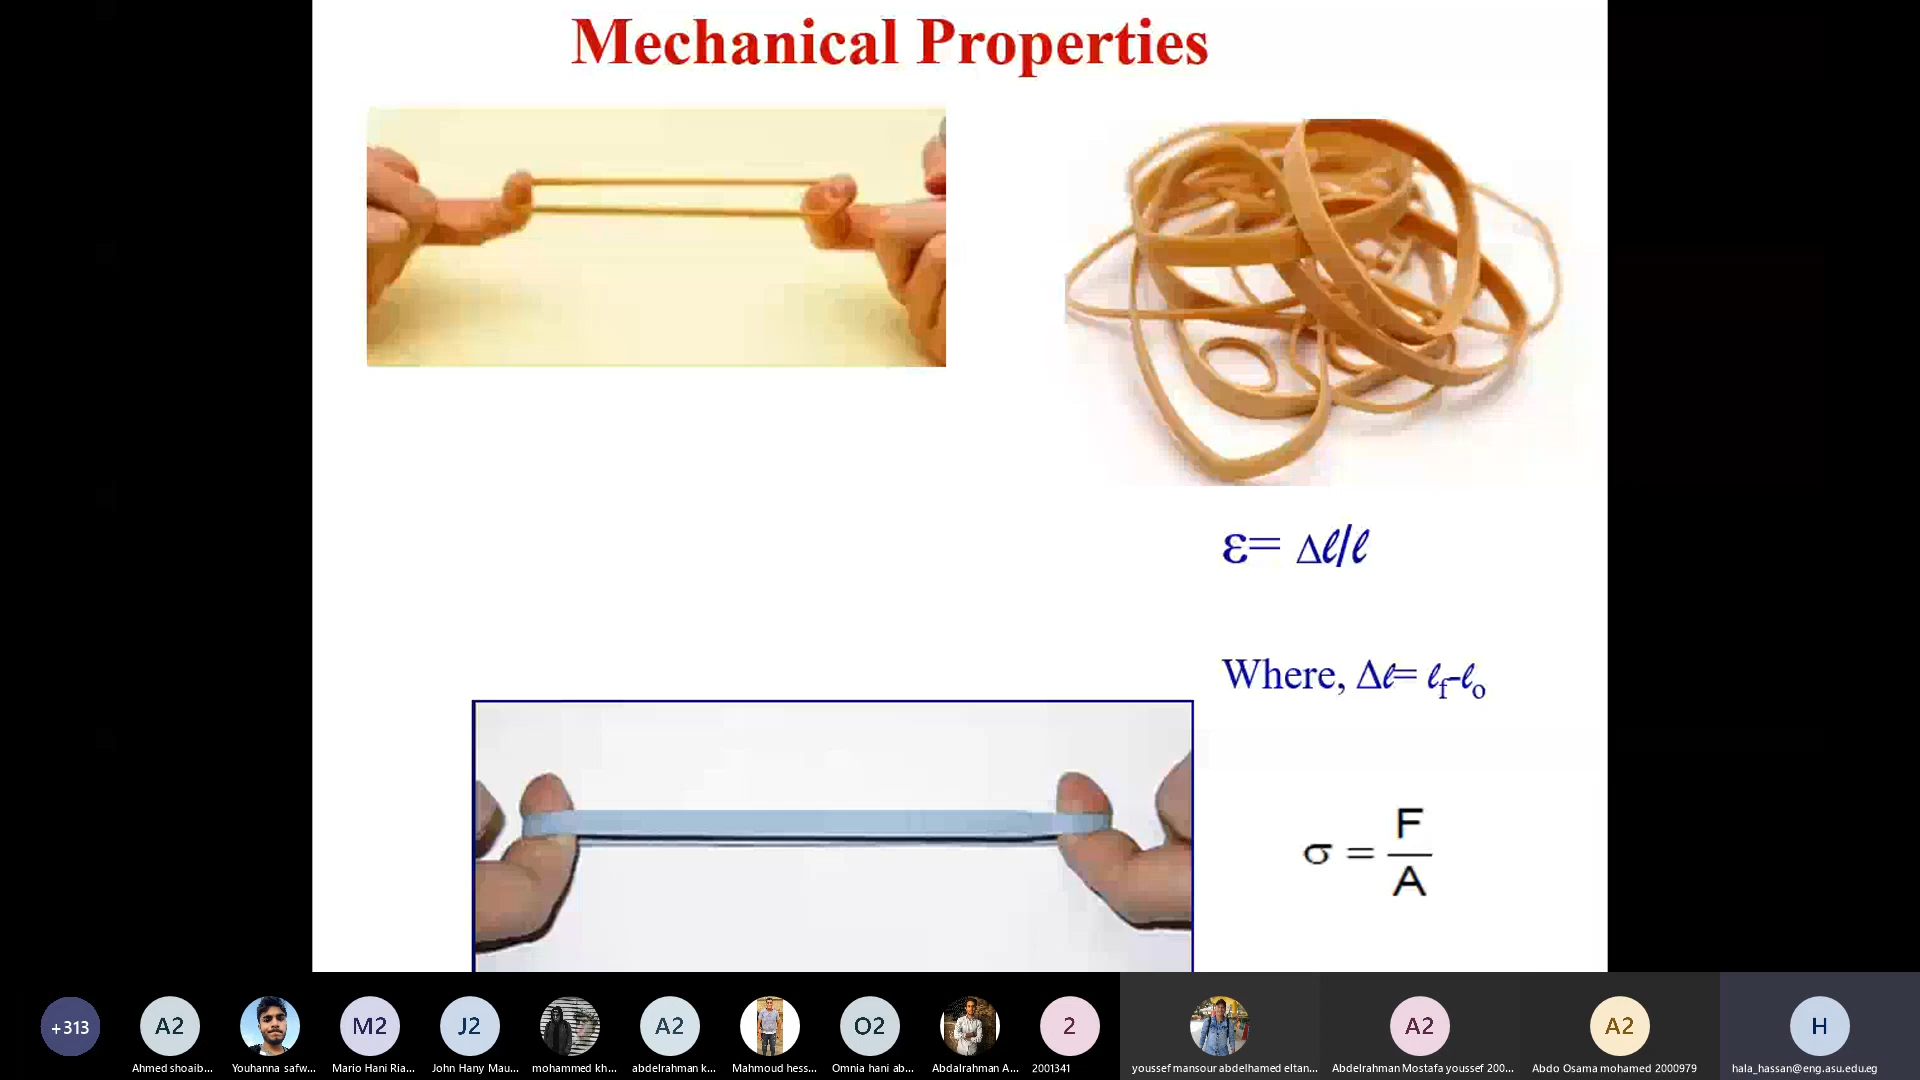 Mechanical Properties
ε= Δℓ/ℓ
Where, Δℓ= ℓf-ℓo
σ = F/A
+313
A2
M2
J2
A2
O2
2
A2
A2
H
Ahmed shoaib...
Youhanna safw...
Mario Hani Ria...
John Hany Mau...
mohammed kh...
abdelrahman k...
Mahmoud hess...
Omnia hani ab...
Abdalrahman A...
2001341
youssef mansour abdelhamed eltan...
Abdelrahman Mostafa youssef 200...
Abdo Osama mohamed 2000979
hala_hassan@eng.asu.edu.eg